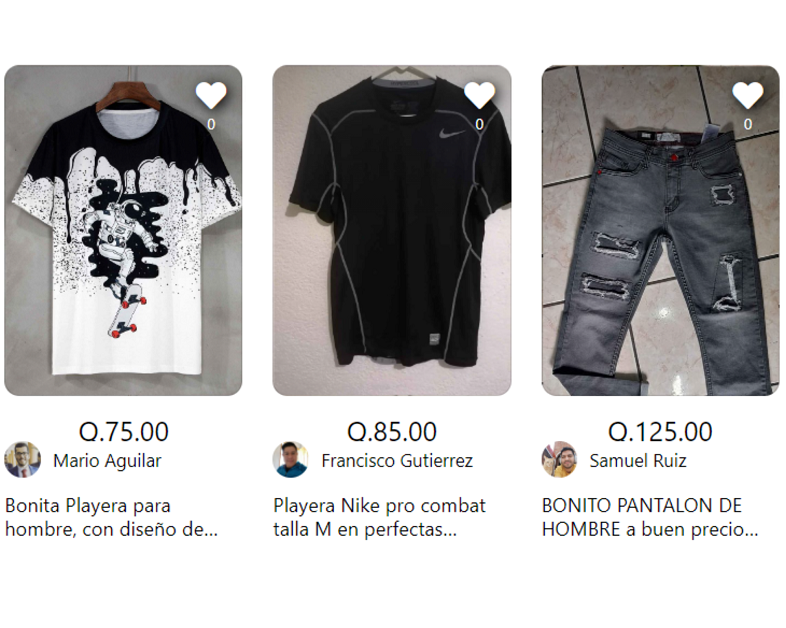 0
0
0
Q.75.00
Mario Aguilar
Bonita Playera para
hombre, con diseño de...
Q.85.00
Francisco Gutierrez
Playera Nike pro combat
talla M en perfectas...
Q.125.00
Samuel Ruiz
BONITO PANTALON DE
HOMBRE a buen precio...